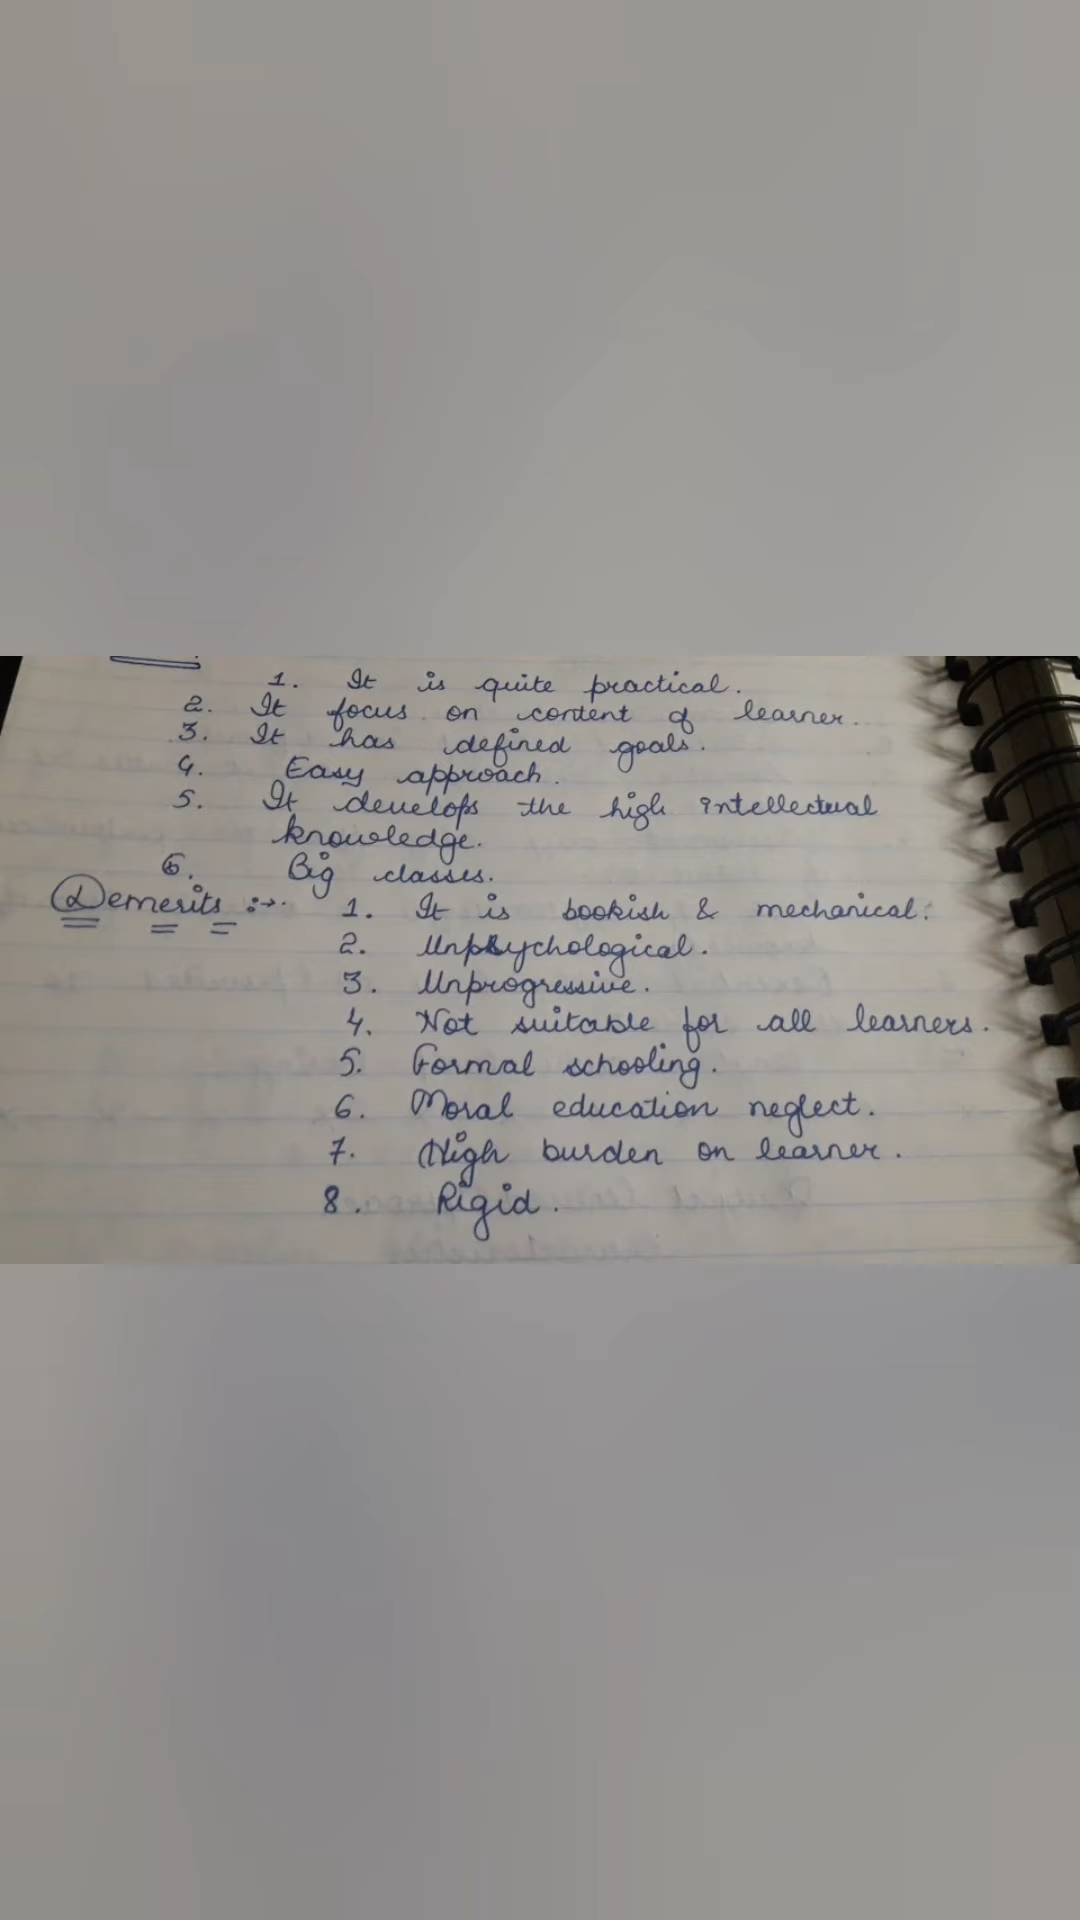 1. It is quite practical.
2. It focus on content of learner.
3. It has defined goals.
4. Easy approach.
5. It develops the high intellectual
knowledge.
6. Big classes.
Demerits :→ 1. It is bookish & mechanical.
2. Unpsychological.
3. Unprogressive.
4. Not suitable for all learners.
5. Formal schooling.
6. Moral education neglect.
7. High burden on learner.
8. Rigid.